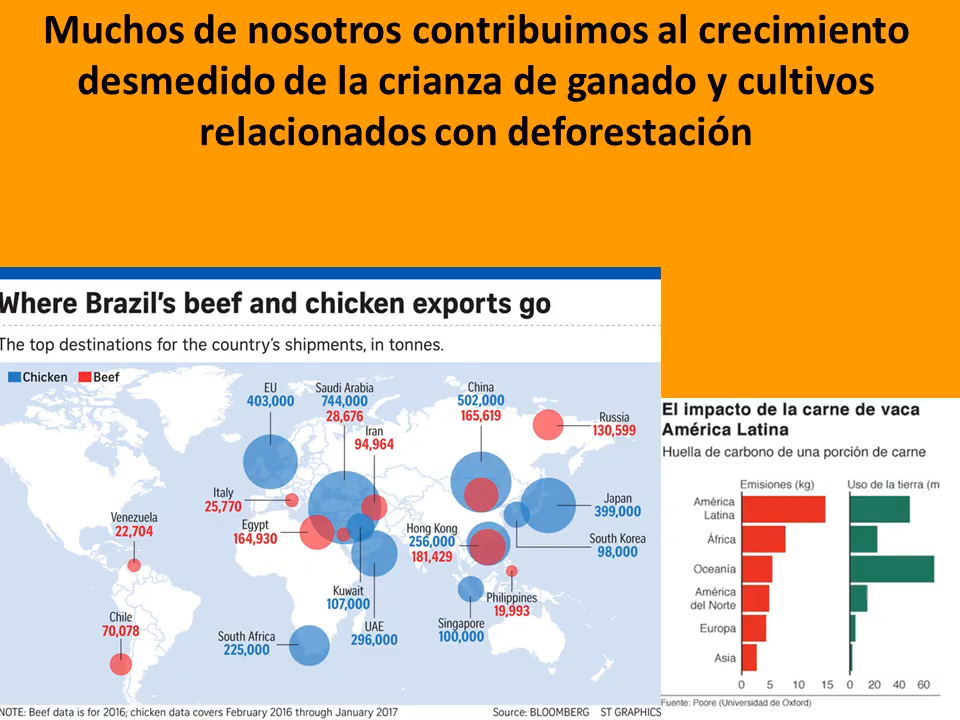 Muchos de nosotros contribuimos al crecimiento
desmedido de la crianza de ganado y cultivos
relacionados con deforestación
Where Brazil's beef and chicken exports go
The top destinations for the country's shipments, in tonnes.
Chicken Beef
EU
403,000
Saudi Arabia
744,000
28,676
Iran
94,964
China
502,000
165,619
Russia
130,599
Italy
25,770
Venezuela
22,704
Egypt
164,930
Hong Kong
256,000
181,429
Japan
399,000
South Korea
98,000
Kuwait
107,000
Philippines
19,993
Chile
70,078
South Africa
225,000
UAE
296,000
Singapore
100,000
NOTE: Beef data is for 2016; chicken data covers February 2016 through January 2017
Source: BLOOMBERG ST GRAPHICS
El impacto de la carne de vaca
América Latina
Huella de carbono de una porción de carne
Emisiones (kg) Uso de la tierra (m
América
Latina
África
Oceanía
América
del Norte
Europa
Asia
0 5 10 15 0 20 40 60
Fuente: Poore (Universidad de Oxford)